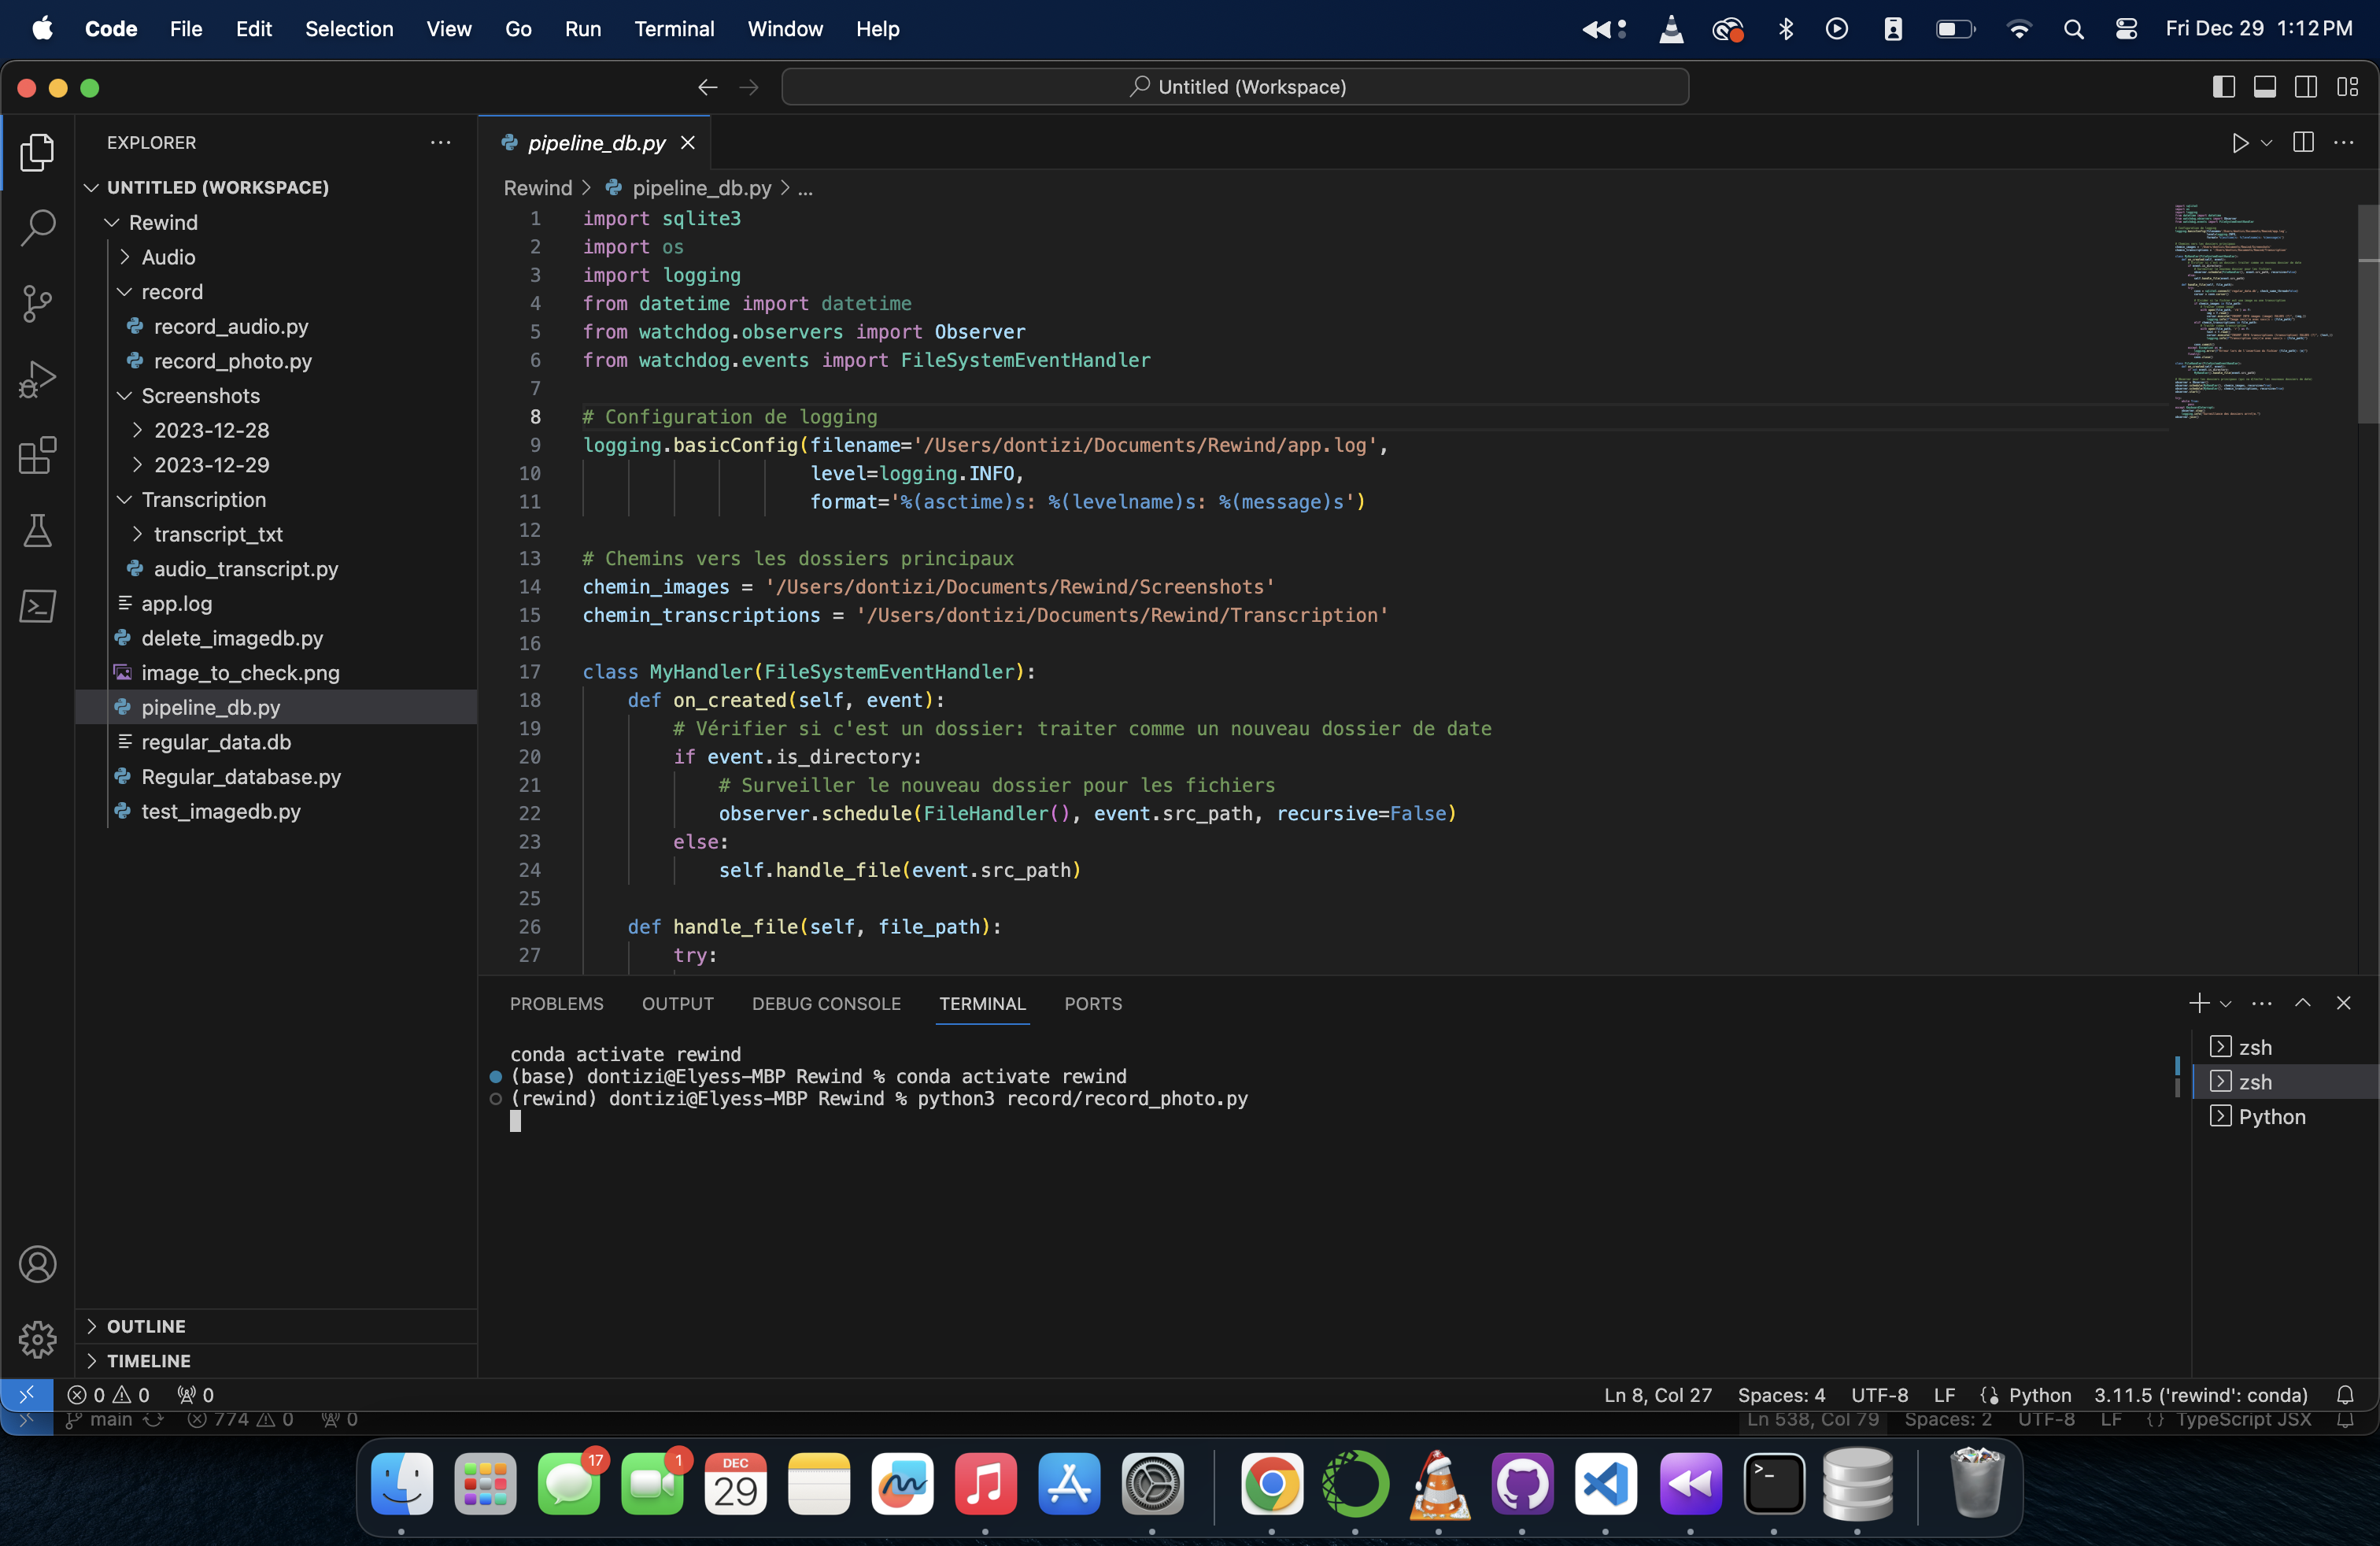 Code File Edit Selection View Go Run Terminal Window Help Fri Dec 29 1:12 PM
Untitled (Workspace)
EXPLORER
UNTITLED (WORKSPACE)
Rewind
Audio
record
record_audio.py
record_photo.py
Screenshots
2023-12-28
2023-12-29
Transcription
transcript_txt
audio_transcript.py
app.log
delete_imagedb.py
image_to_check.png
pipeline_db.py
regular_data.db
Regular_database.py
test_imagedb.py
OUTLINE
TIMELINE
pipeline_db.py
Rewind > pipeline_db.py > ...
1 import sqlite3
2 import os
3 import logging
4 from datetime import datetime
5 from watchdog.observers import Observer
6 from watchdog.events import FileSystemEventHandler
7
8 # Configuration de logging
9 logging.basicConfig(filename='/Users/dontizi/Documents/Rewind/app.log',
10 level=logging.INFO,
11 format='%(asctime)s: %(levelname)s: %(message)s')
12
13 # Chemins vers les dossiers principaux
14 chemin_images = '/Users/dontizi/Documents/Rewind/Screenshots'
15 chemin_transcriptions = '/Users/dontizi/Documents/Rewind/Transcription'
16
17 class MyHandler(FileSystemEventHandler):
18 def on_created(self, event):
19 # Vérifier si c'est un dossier: traiter comme un nouveau dossier de date
20 if event.is_directory:
21 # Surveiller le nouveau dossier pour les fichiers
22 observer.schedule(FileHandler(), event.src_path, recursive=False)
23 else:
24 self.handle_file(event.src_path)
25
26 def handle_file(self, file_path):
27 try:
PROBLEMS OUTPUT DEBUG CONSOLE TERMINAL PORTS
conda activate rewind
(base) dontizi@Elyess-MBP Rewind % conda activate rewind
(rewind) dontizi@Elyess-MBP Rewind % python3 record/record_photo.py
zsh
zsh
Python
0 0 0 Ln 8, Col 27 Spaces: 4 UTF-8 LF Python 3.11.5 ('rewind': conda)
main 774 0 0 Ln 538, Col 79 Spaces: 2 UTF-8 LF {} TypeScript JSX
17
1
DEC
29